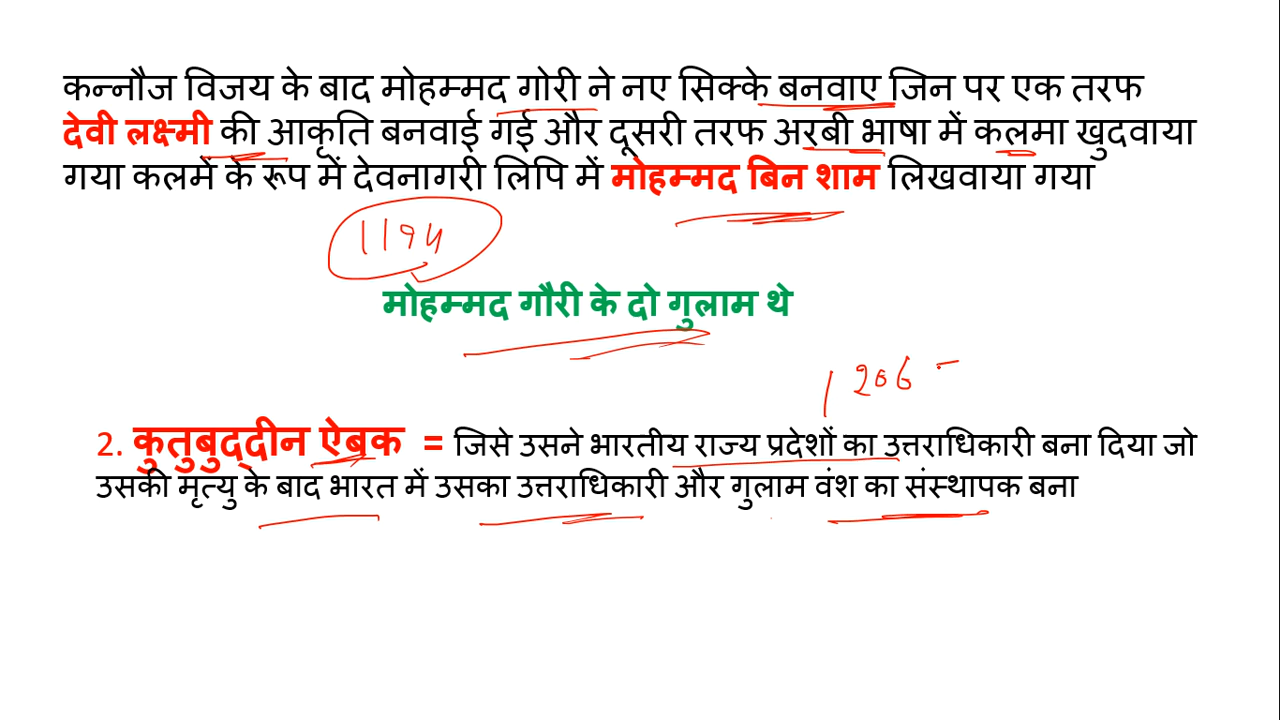 कन्नौज विजय के बाद मोहम्मद गोरी ने नए सिक्के बनवाए जिन पर एक तरफ
देवी लक्ष्मी की आकृति बनवाई गई और दूसरी तरफ अरबी भाषा में कलमा खुदवाया
गया कलमें के रूप में देवनागरी लिपि में मोहम्मद बिन शाम लिखवाया गया
1194
मोहम्मद गौरी के दो गुलाम थे
1206 -
2. कुतुबुद्दीन ऐबक = जिसे उसने भारतीय राज्य प्रदेशों का उत्तराधिकारी बना दिया जो
उसकी मृत्यु के बाद भारत में उसका उत्तराधिकारी और गुलाम वंश का संस्थापक बना